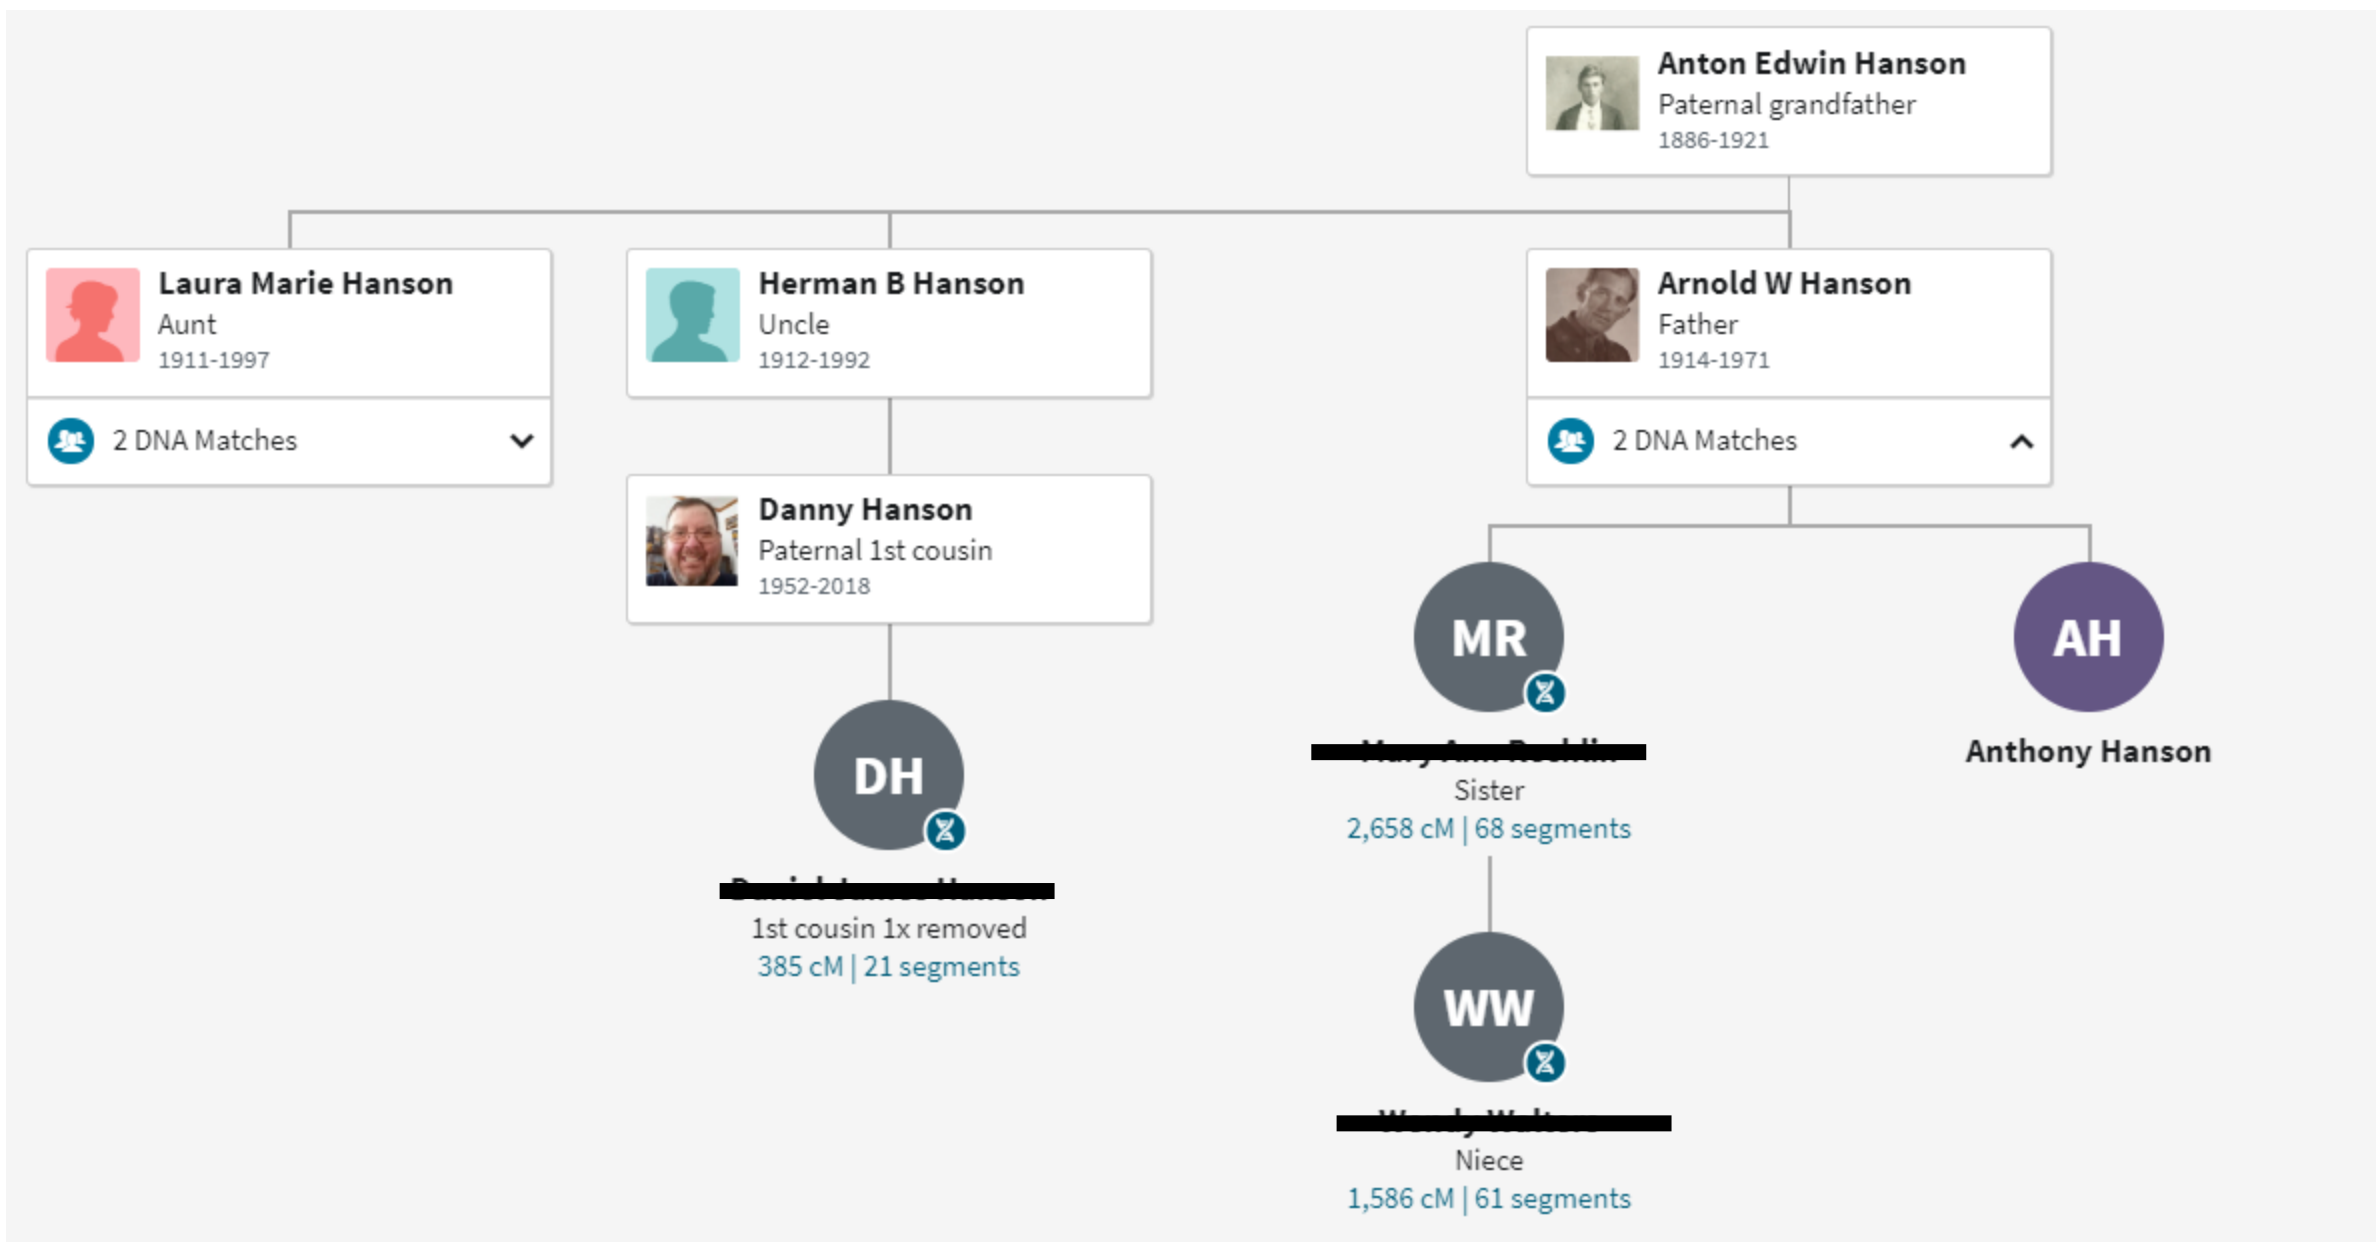 Anton Edwin Hanson
Paternal grandfather
1886-1921
Laura Marie Hanson
Aunt
1911-1997
2 DNA Matches
Herman B Hanson
Uncle
1912-1992
Arnold W Hanson
Father
1914-1971
2 DNA Matches
Danny Hanson
Paternal 1st cousin
1952-2018
DH
1st cousin 1x removed
385 cM | 21 segments
MR
Sister
2,658 cM | 68 segments
AH
Anthony Hanson
WW
Niece
1,586 cM | 61 segments